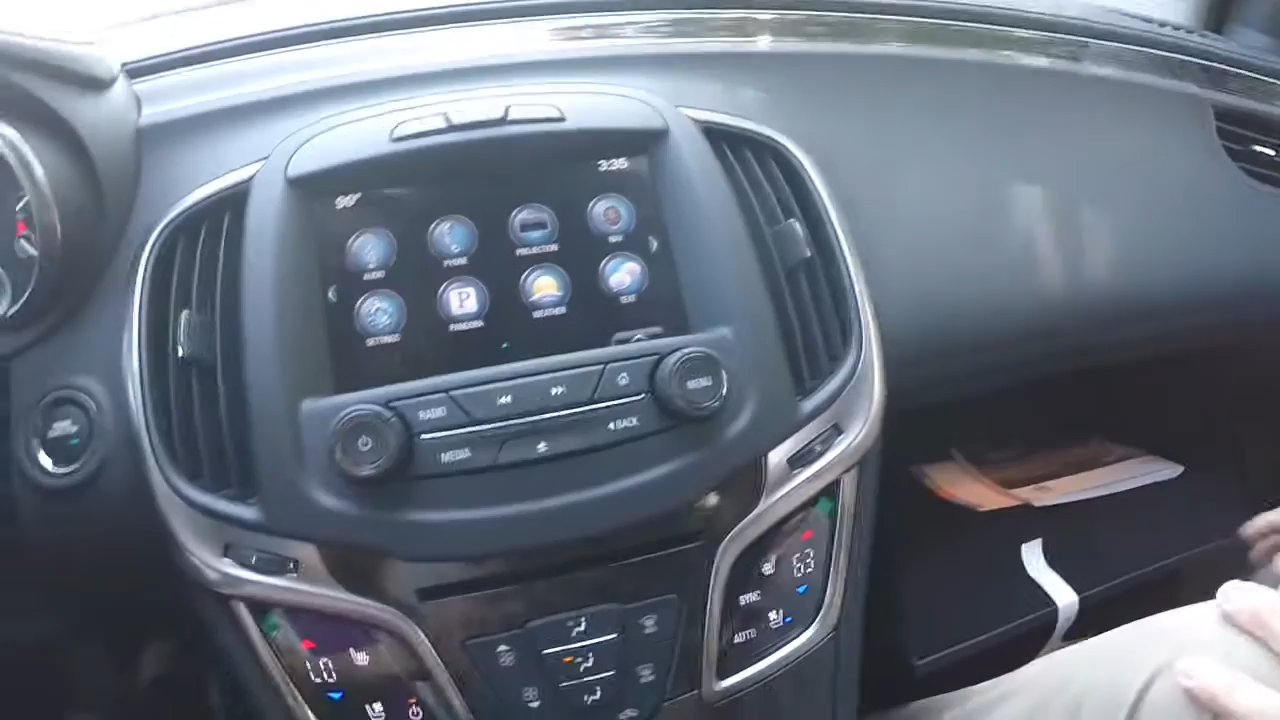 3:35
90°
AUDIO
PHONE
PROJECTION
NAV
SETTINGS
P
PANDORA
WEATHER
TEXT
RADIO
MENU
MEDIA
BACK
LO
63
SYNC
AUTO